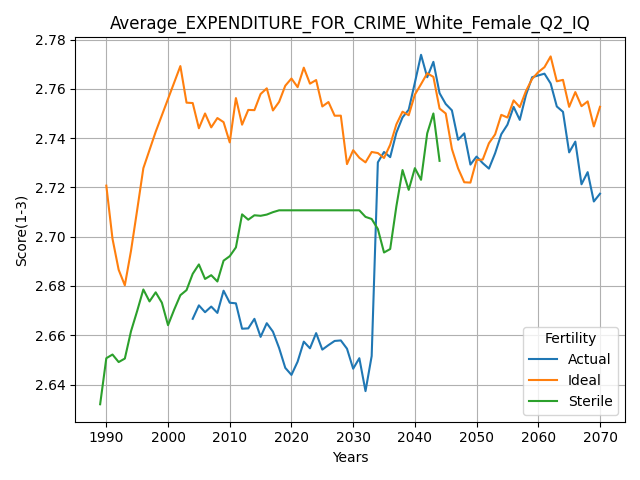 Average_EXPENDITURE_FOR_CRIME_White_Female_Q2_IQ
2.78
2.76
2.74
2.72
2.70
2.68
2.66
2.64
Score(1-3)
1990 2000 2010 2020 2030 2040 2050 2060 2070
Years
Fertility
Actual
Ideal
Sterile